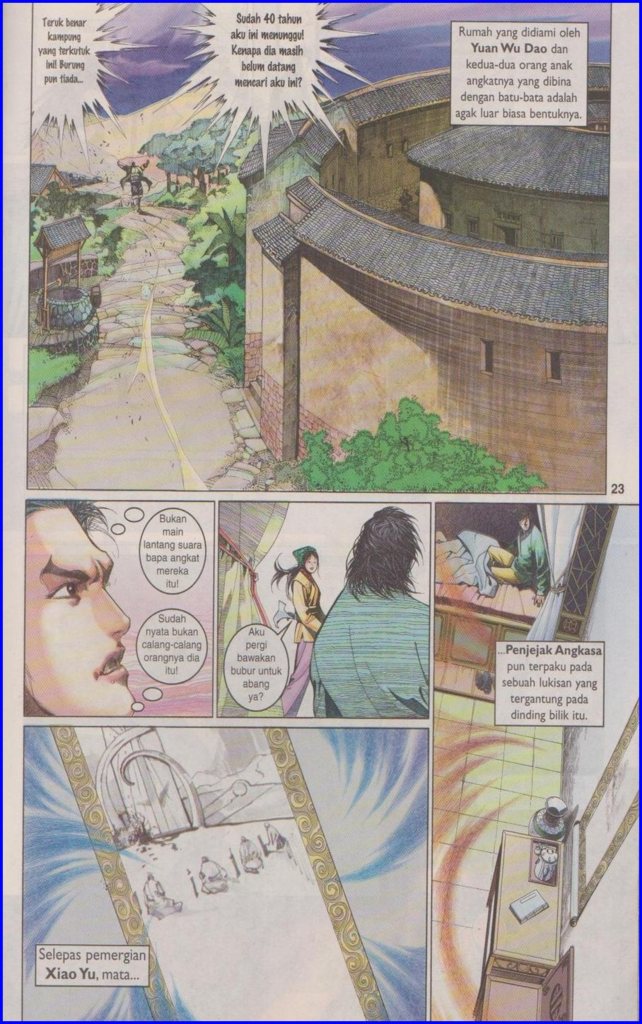 Teruk benar
kampung
yang terkutuk
ini! Burung
pun tiada...
Sudah 40 tahun
aku ini menunggu!
Kenapa dia masih
belum datang
mencari aku ini?
Rumah yang didiami oleh
Yuan Wu Dao dan
kedua-dua orang anak
angkatnya yang dibina
dengan batu-bata adalah
agak luar biasa bentuknya.
23
Bukan
main
lantang suara
bapa angkat
mereka
itu!
Sudah
nyata bukan
calang-calang
orangnya dia
itu!
Aku
pergi
bawakan
bubur untuk
abang
ya?
Selepas pemergian
Xiao Yu, mata...
...Penjejak Angkasa
pun terpaku pada
sebuah lukisan yang
tergantung pada
dinding bilik itu.